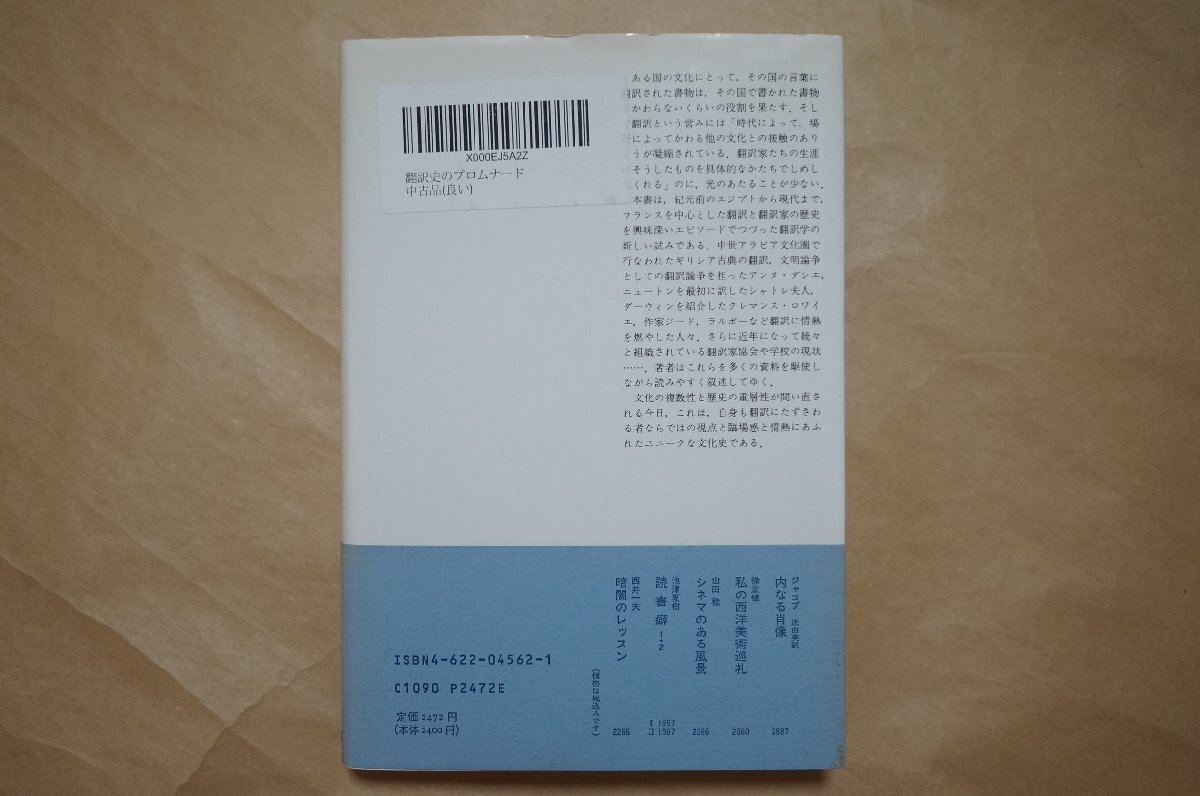 X000EJ5A2Z
翻訳史のプロムナード
中古品(良い)
ある国の文化にとって，その国の言葉に
翻訳された書物は，その国で書かれた書物
かわらないくらいの役割を果たす．そし
翻訳という営みには「時代によって，場
によってかわる他の文化との接触のあり
うが凝縮されている．翻訳家たちの生涯
そうしたものを具体的なかたちでしめし
くれる」のに，光のあたることが少ない．
本書は，紀元前のエジプトから現代まで，
フランスを中心とした翻訳と翻訳家の歴史
を興味深いエピソードでつづった翻訳学の
新しい試みである．中世アラビア文化圏で
行なわれたギリシア古典の翻訳，文明論争
としての翻訳論争を担ったアンヌ・ダシエ，
ニュートンを最初に訳したシャトレ夫人，
ダーウィンを紹介したクレマンス・ロワイ
エ，作家ジード，ラルボーなど翻訳に情熱
を燃やした人々．さらに近年になって続々
と組織されている翻訳家協会や学校の現状
……．著者はこれらを多くの資料を駆使し
ながら読みやすく叙述してゆく．
文化の複数性と歴史の重層性が問い直さ
れる今日，これは，自身も翻訳にたずさわ
る者ならではの視点と臨場感と情熱にあふ
れたユニークな文化史である．
ジャコブ 辻由美訳
内なる肖像
2987
徐京植
私の西洋美術巡礼
2060
山田 稔
シネマのある風景
2266
池澤夏樹
読書癖 1・2
I 1957
II 1957
西井一夫
暗闇のレッスン
2266
(価格は税込みです)
ISBN4-622-04562-1
C1090 P2472E
定価 2472 円
(本体 2400 円)